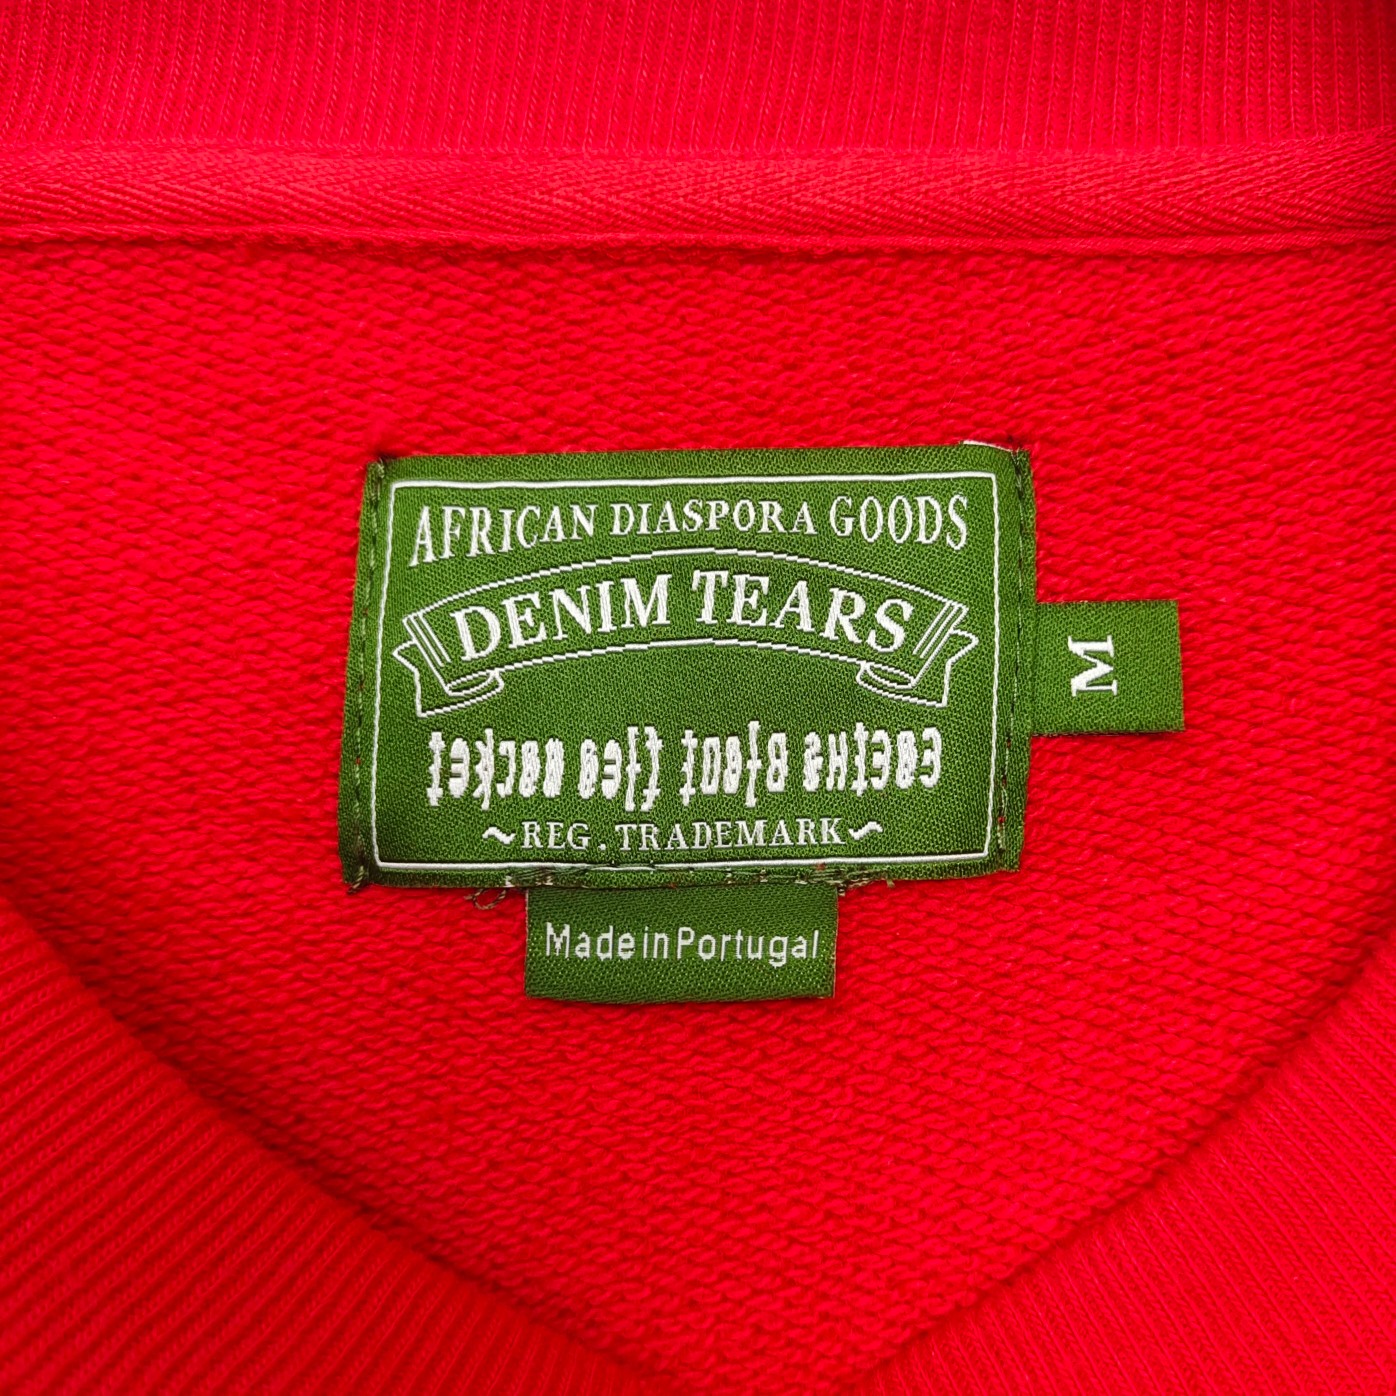 AFRICAN DIASPORA GOODS
DENIM TEARS
~REG. TRADEMARK~
M
Made in Portugal